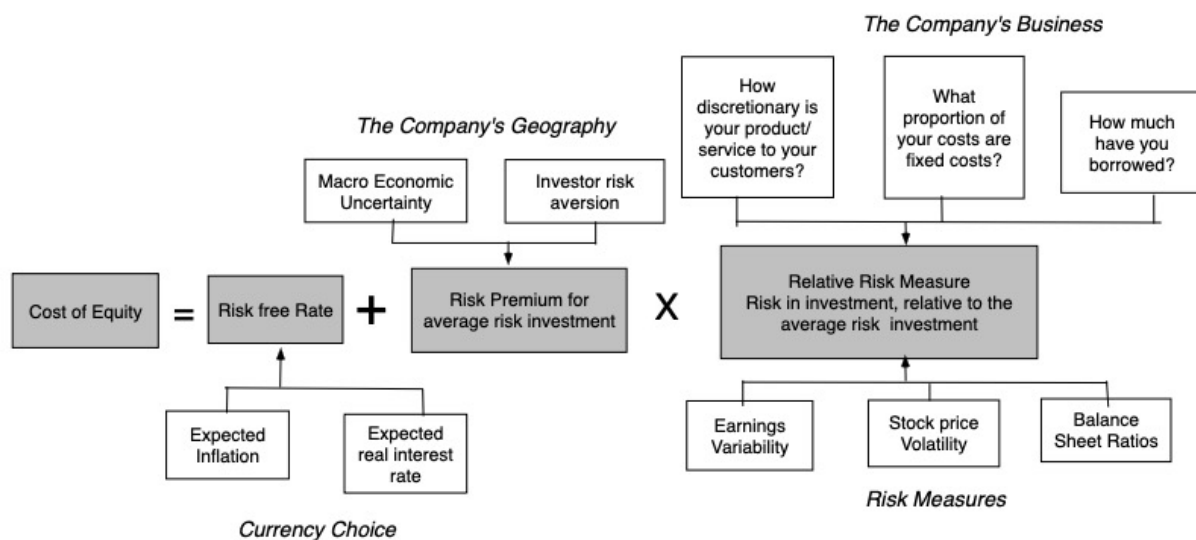 The Company's Business
How
discretionary is
your product/
service to your
customers?
What
proportion of
your costs are
fixed costs?
How much
have you
borrowed?
The Company's Geography
Macro Economic
Uncertainty
Investor risk
aversion
Cost of Equity
=
Risk free Rate
+
Risk Premium for
average risk investment
X
Relative Risk Measure
Risk in investment, relative to the
average risk investment
Expected
Inflation
Expected
real interest
rate
Earnings
Variability
Stock price
Volatility
Balance
Sheet Ratios
Currency Choice
Risk Measures